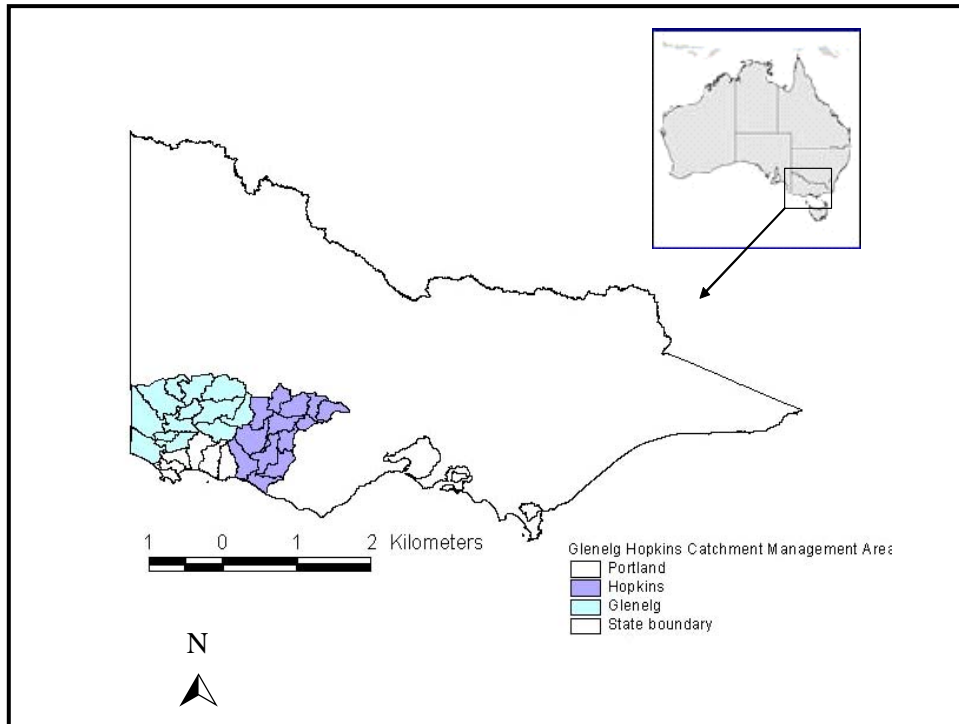 1 0 1 2 Kilometers
Glenelg Hopkins Catchment Management Area
Portland
Hopkins
Glenelg
State boundary
N